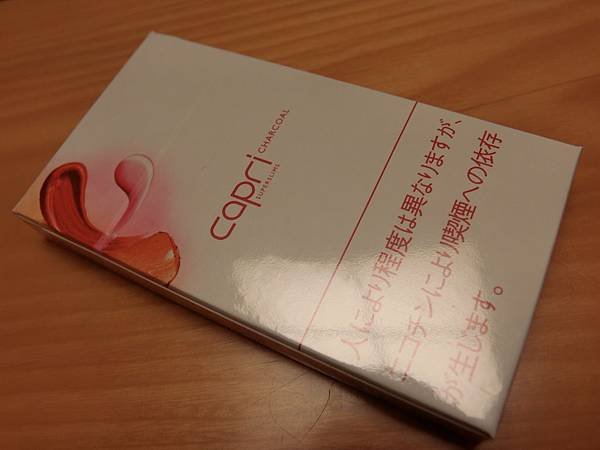 capri CHARCOAL
SUPERSLIMS
人により程度は異なりますが、
ニコチンにより喫煙への依存
が生じます。